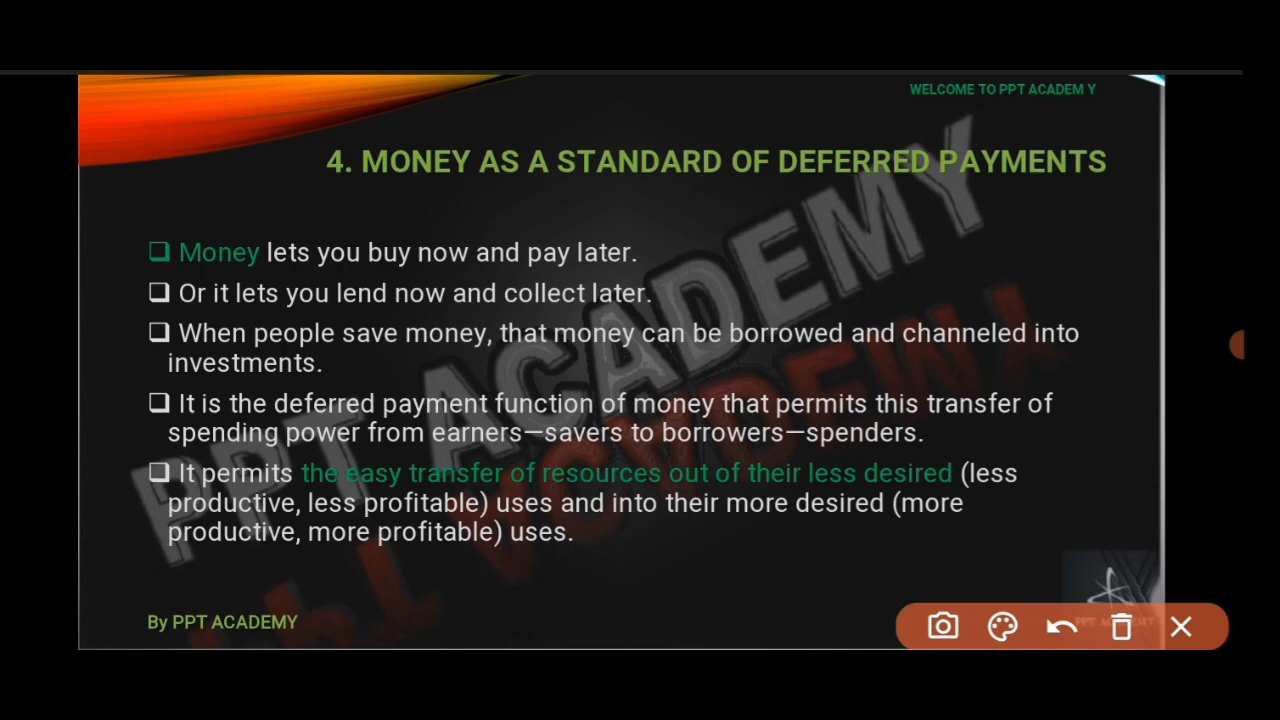 WELCOME TO PPT ACADEM Y
4. MONEY AS A STANDARD OF DEFERRED PAYMENTS
❑ Money lets you buy now and pay later.
❑ Or it lets you lend now and collect later.
❑ When people save money, that money can be borrowed and channeled into
investments.
❑ It is the deferred payment function of money that permits this transfer of
spending power from earners—savers to borrowers—spenders.
❑ It permits the easy transfer of resources out of their less desired (less
productive, less profitable) uses and into their more desired (more
productive, more profitable) uses.
PPT ACADEMY
By PPT ACADEMY
PPT ACADEMY